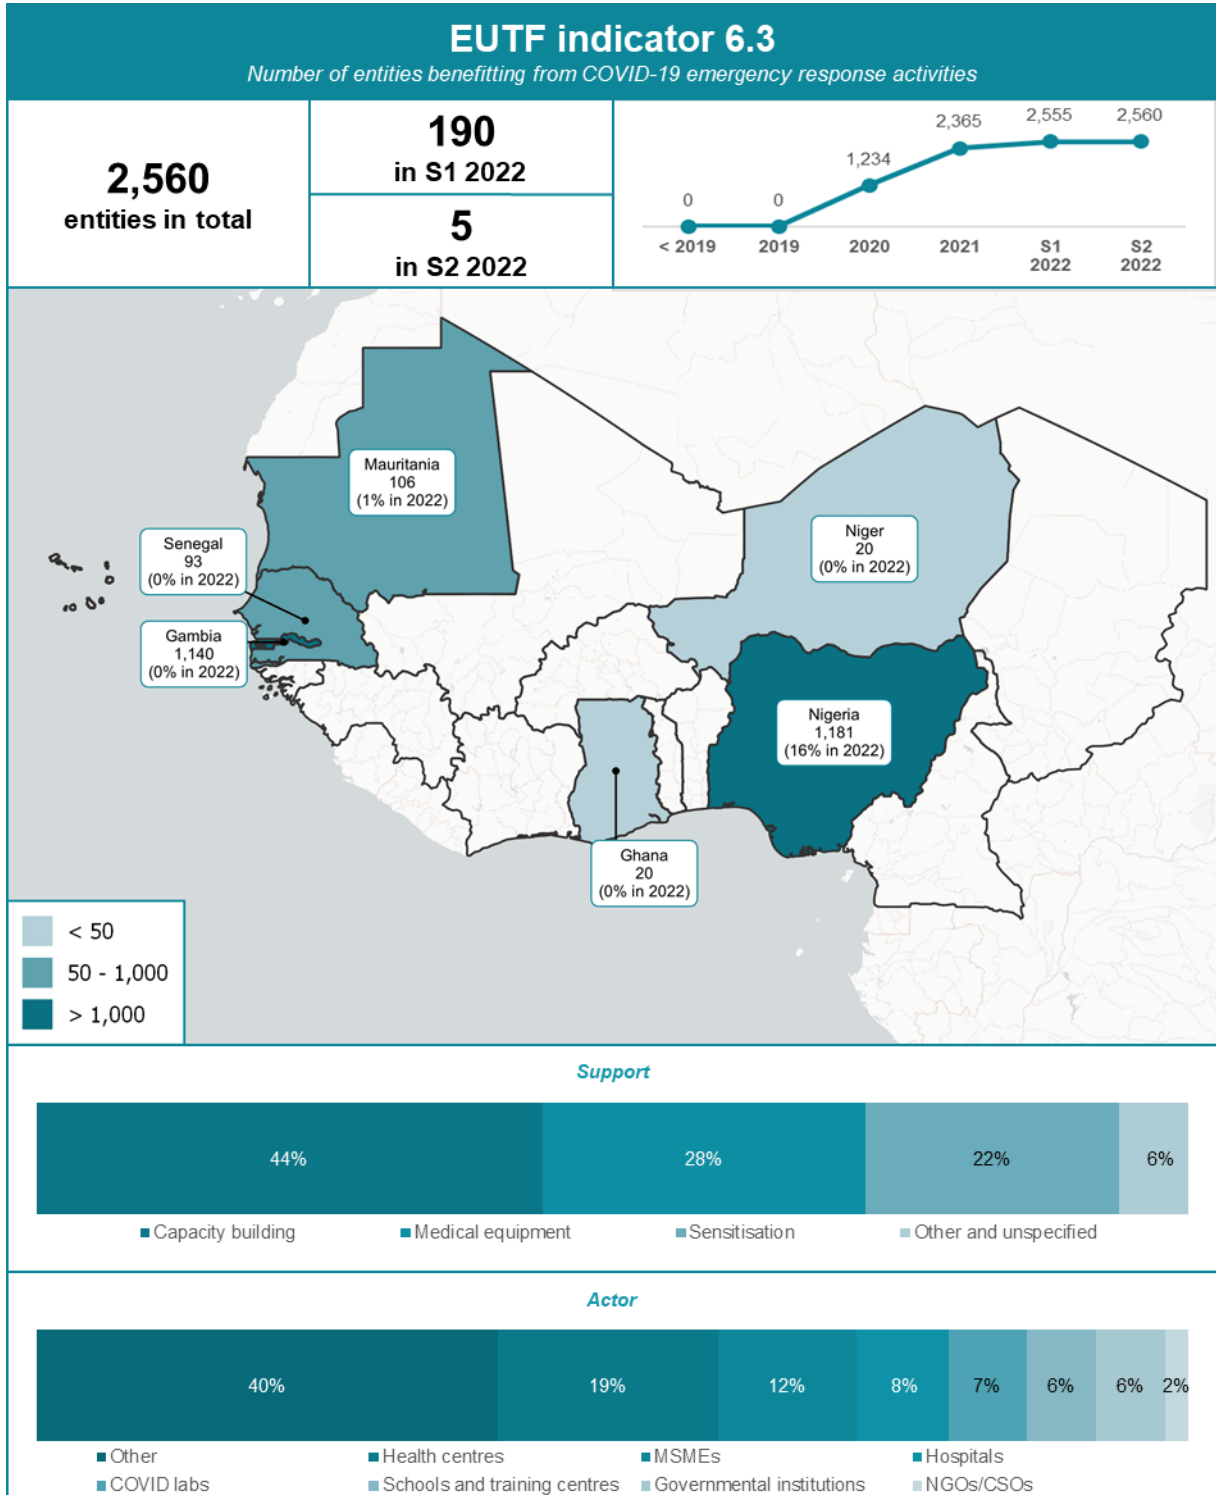 EUTF indicator 6.3
Number of entities benefitting from COVID-19 emergency response activities
2,560
entities in total
190
in S1 2022
5
in S2 2022
0
0
1,234
2,365
2,555
2,560
< 2019
2019
2020
2021
S1
2022
S2
2022
Mauritania
106
(1% in 2022)
Senegal
93
(0% in 2022)
Gambia
1,140
(0% in 2022)
Niger
20
(0% in 2022)
Nigeria
1,181
(16% in 2022)
Ghana
20
(0% in 2022)
< 50
50 - 1,000
> 1,000
Support
44%
28%
22%
6%
Capacity building
Medical equipment
Sensitisation
Other and unspecified
Actor
40%
19%
12%
8%
7%
6%
6%
2%
Other
Health centres
MSMEs
Hospitals
COVID labs
Schools and training centres
Governmental institutions
NGOs/CSOs